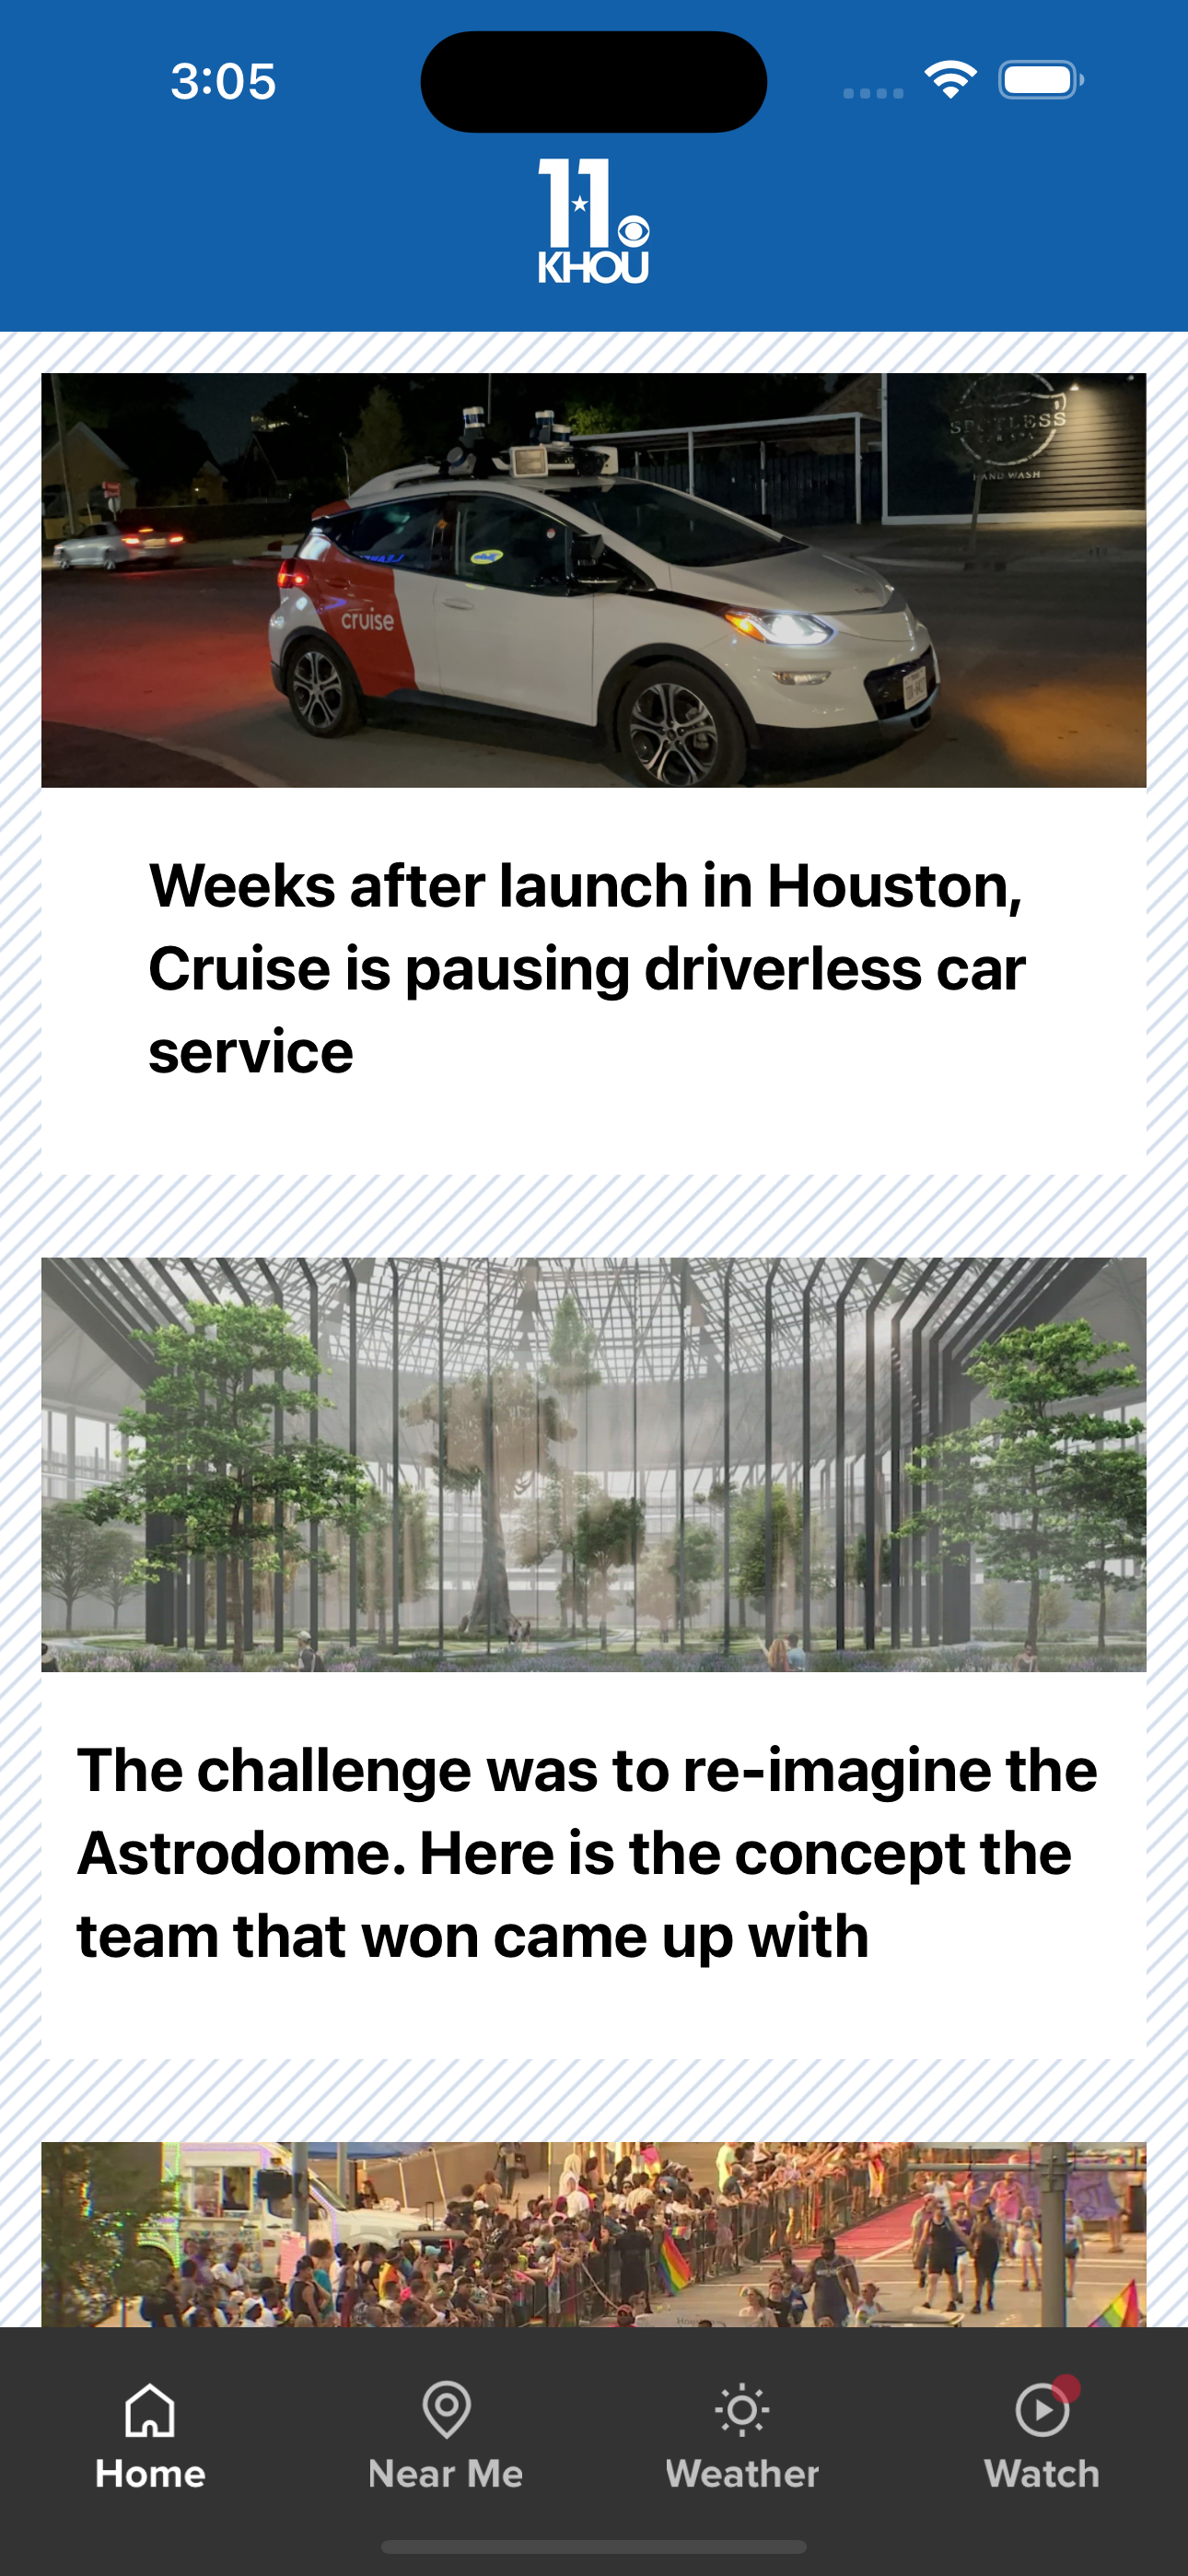 3:05
11
KHOU
SPOTLESS
HAND WASH
cruise
Weeks after launch in Houston,
Cruise is pausing driverless car
service
The challenge was to re-imagine the
Astrodome. Here is the concept the
team that won came up with
Home
Near Me
Weather
Watch